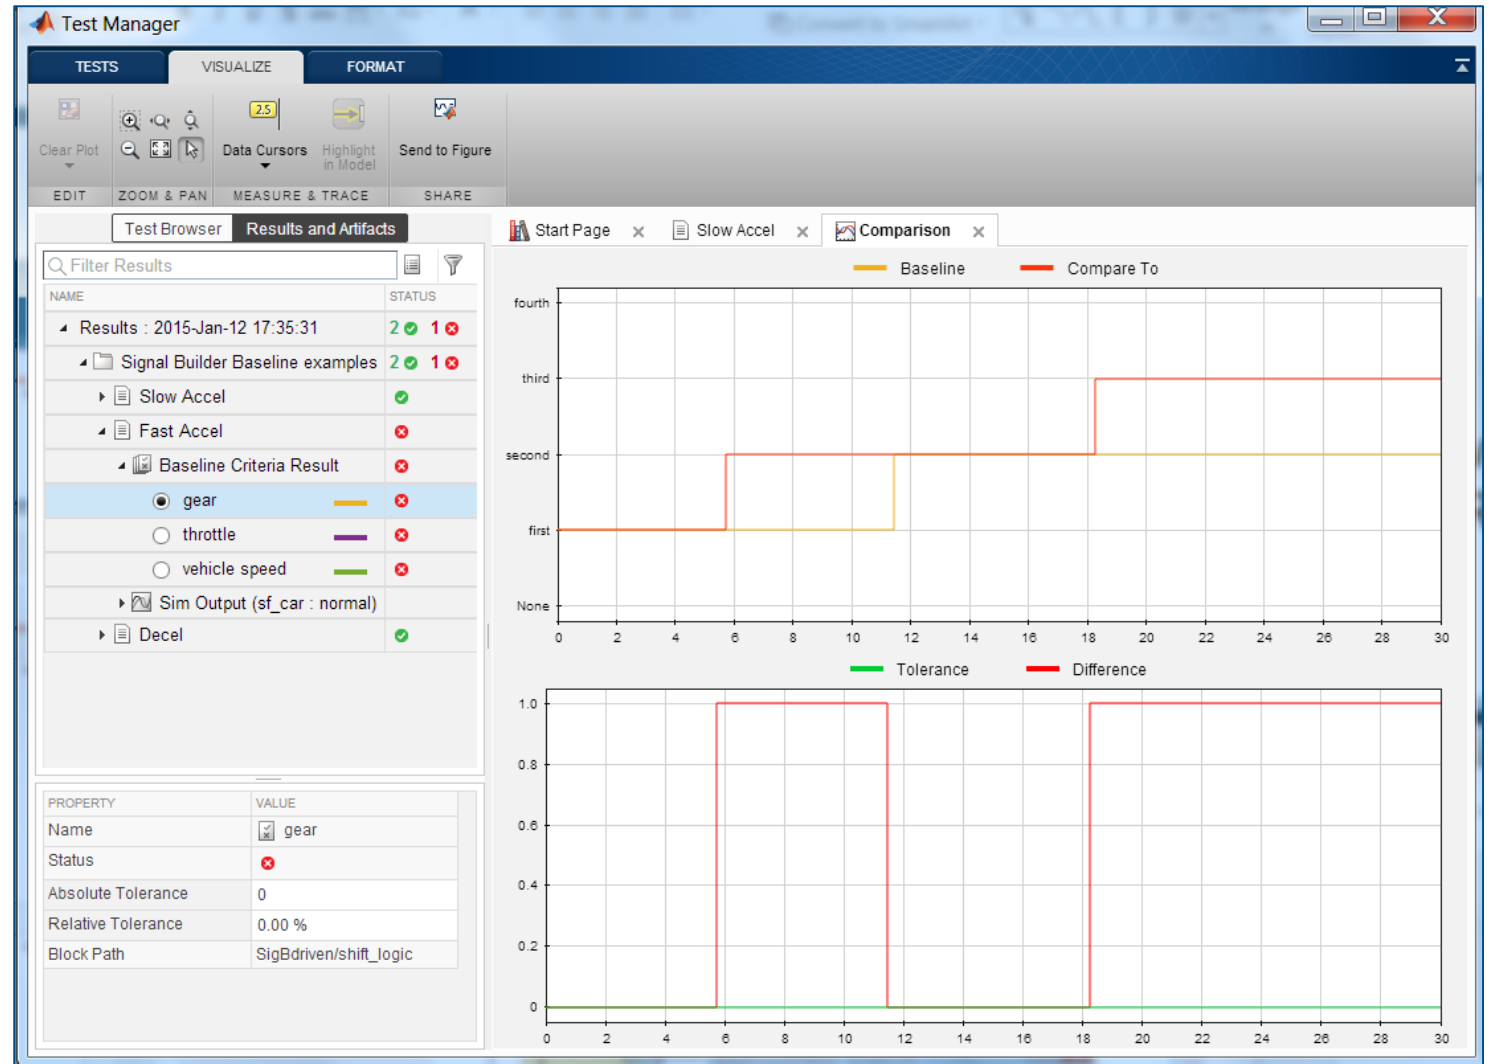 Test Manager
TESTS VISUALIZE FORMAT
2.5
Clear Plot Data Cursors Highlight in Model Send to Figure
EDIT ZOOM & PAN MEASURE & TRACE SHARE
Test Browser Results and Artifacts
Filter Results
NAME STATUS
Results : 2015-Jan-12 17:35:31 2 1
Signal Builder Baseline examples 2 1
Slow Accel
Fast Accel
Baseline Criteria Result
gear
throttle
vehicle speed
Sim Output (sf_car : normal)
Decel
PROPERTY VALUE
Name gear
Status
Absolute Tolerance 0
Relative Tolerance 0.00 %
Block Path SigBdriven/shift_logic
Start Page Slow Accel Comparison
Baseline Compare To
fourth
third
second
first
None
0 2 4 6 8 10 12 14 16 18 20 22 24 26 28 30
Tolerance Difference
1.0
0.8
0.6
0.4
0.2
0
0 2 4 6 8 10 12 14 16 18 20 22 24 26 28 30